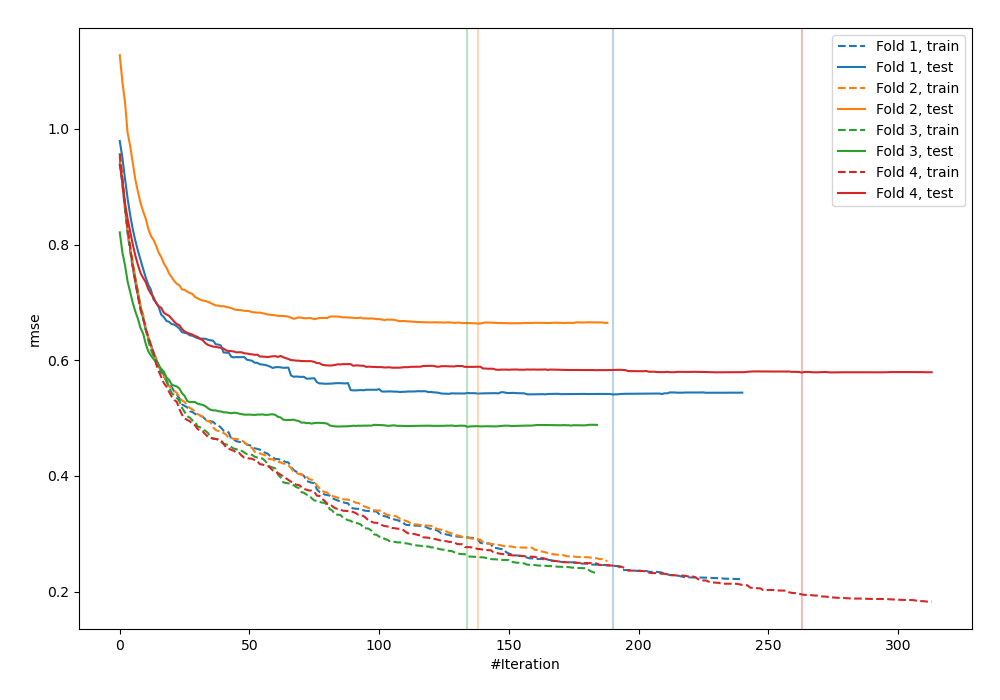 rmse
1.0
0.8
0.6
0.4
0.2
0
50
100
150
200
250
300
#Iteration
Fold 1, train
Fold 1, test
Fold 2, train
Fold 2, test
Fold 3, train
Fold 3, test
Fold 4, train
Fold 4, test